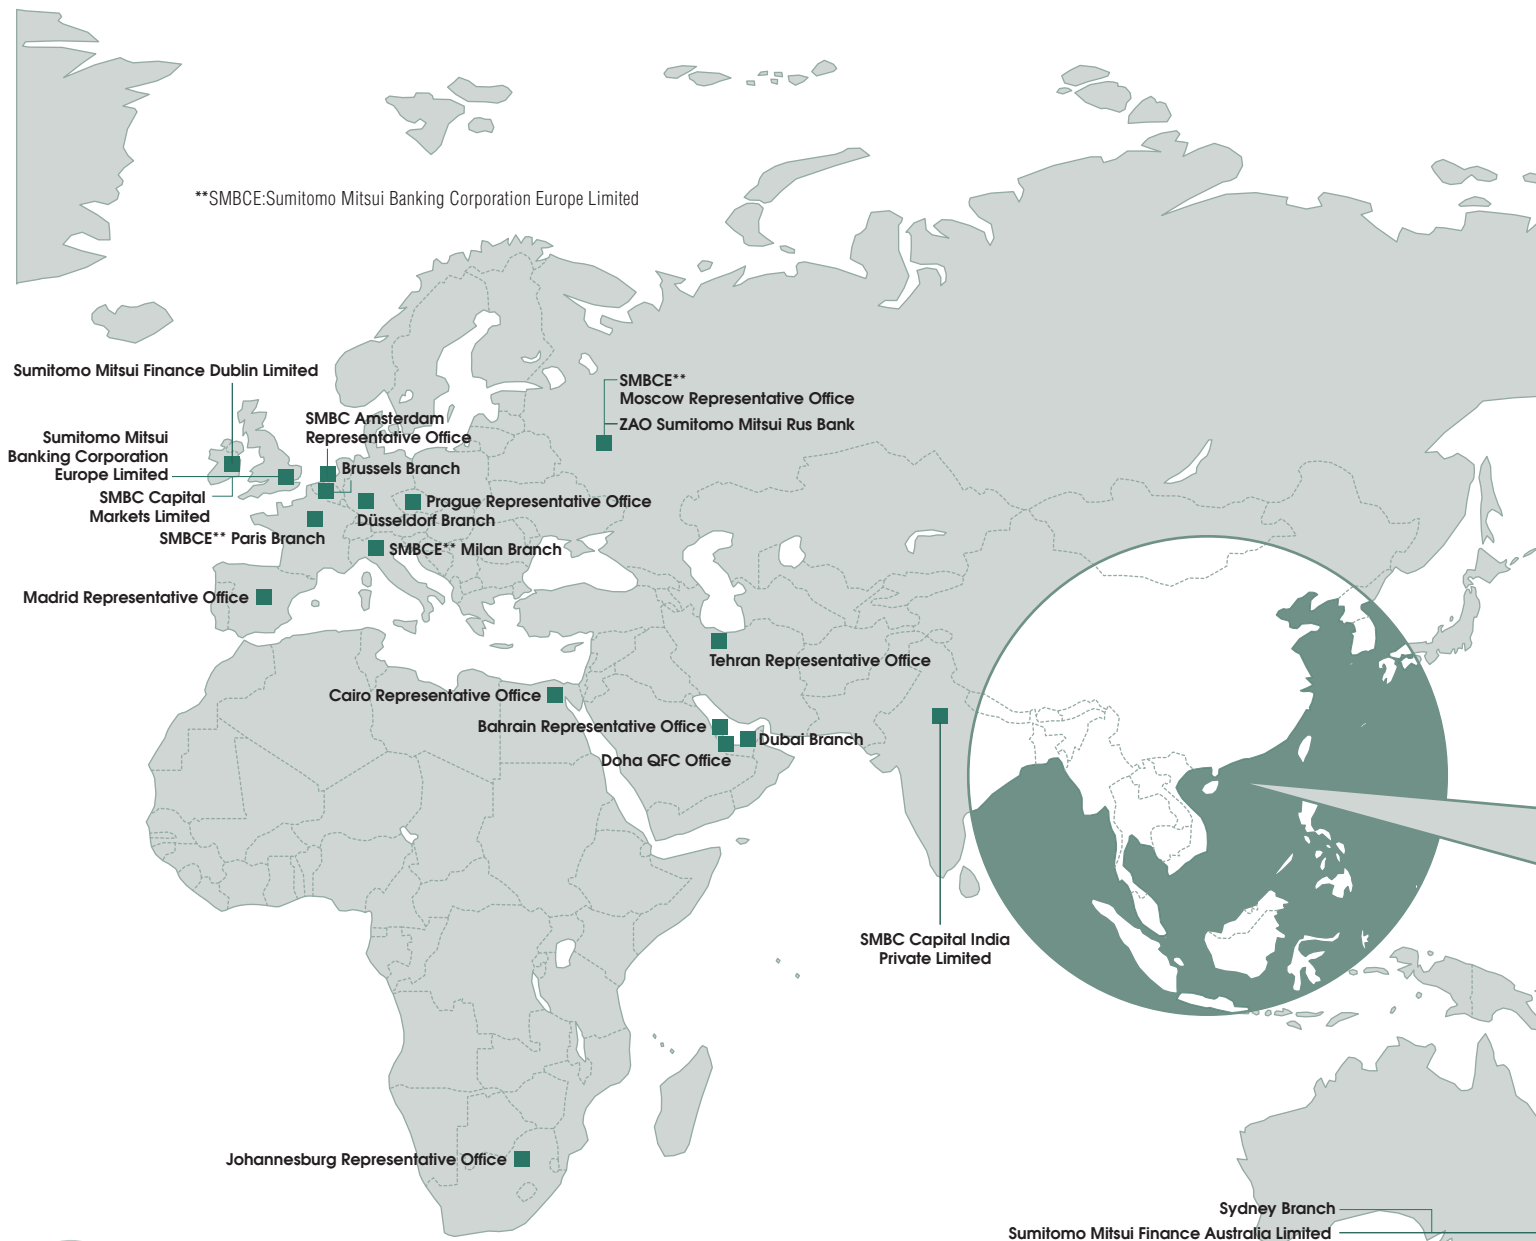 **SMBCE:Sumitomo Mitsui Banking Corporation Europe Limited
Sumitomo Mitsui Finance Dublin Limited
SMBCE**
Moscow Representative Office
ZAO Sumitomo Mitsui Rus Bank
SMBC Amsterdam
Representative Office
Sumitomo Mitsui
Banking Corporation
Europe Limited
Brussels Branch
SMBC Capital
Markets Limited
Prague Representative Office
Düsseldorf Branch
SMBCE** Paris Branch
SMBCE** Milan Branch
Madrid Representative Office
Tehran Representative Office
Cairo Representative Office
Bahrain Representative Office
Dubai Branch
Doha QFC Office
SMBC Capital India
Private Limited
Johannesburg Representative Office
Sydney Branch
Sumitomo Mitsui Finance Australia Limited